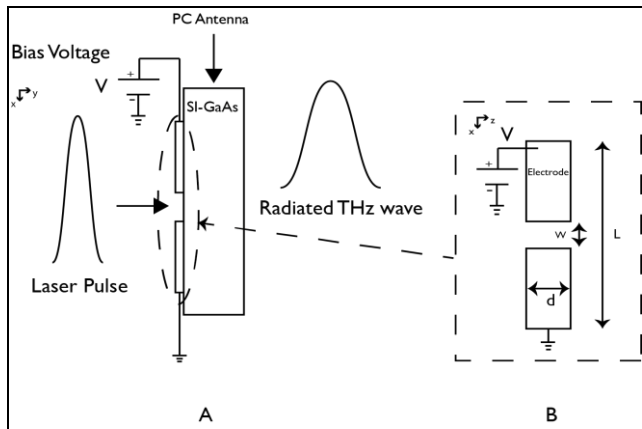 PC Antenna
Bias Voltage
x y
+
V
-
SI-GaAs
Radiated THz wave
Laser Pulse
A
x z
V
+
-
Electrode
w
L
d
B